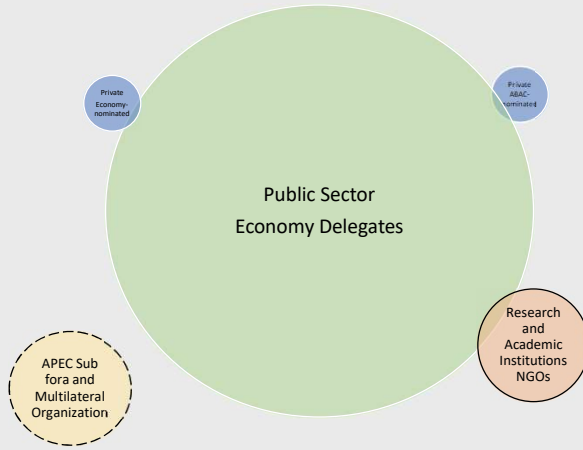 Private
Economy-
nominated
Private
ABAC-
nominated
Public Sector
Economy Delegates
APEC Sub
fora and
Multilateral
Organization
Research
and
Academic
Institutions
NGOs